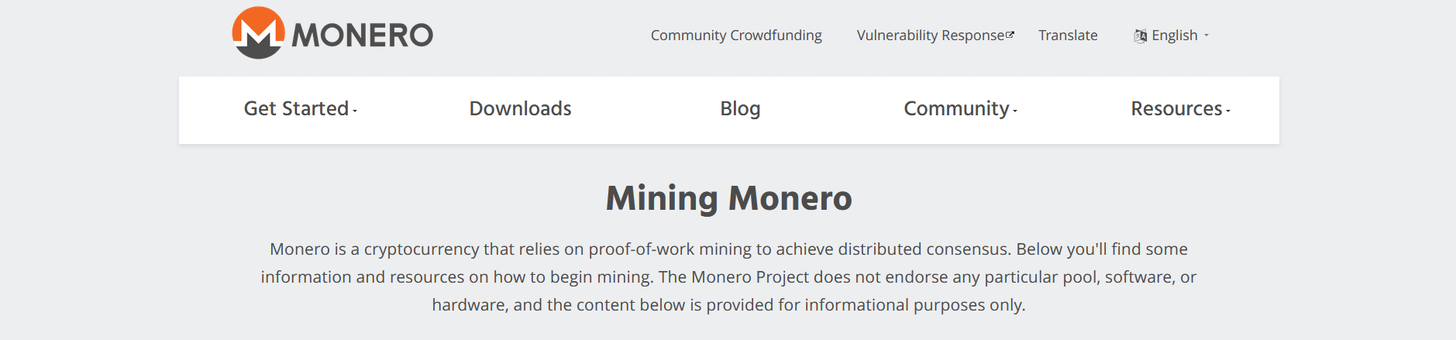 MONERO
Community Crowdfunding Vulnerability Response Translate English
Get Started Downloads Blog Community Resources
Mining Monero
Monero is a cryptocurrency that relies on proof-of-work mining to achieve distributed consensus. Below you'll find some
information and resources on how to begin mining. The Monero Project does not endorse any particular pool, software, or
hardware, and the content below is provided for informational purposes only.